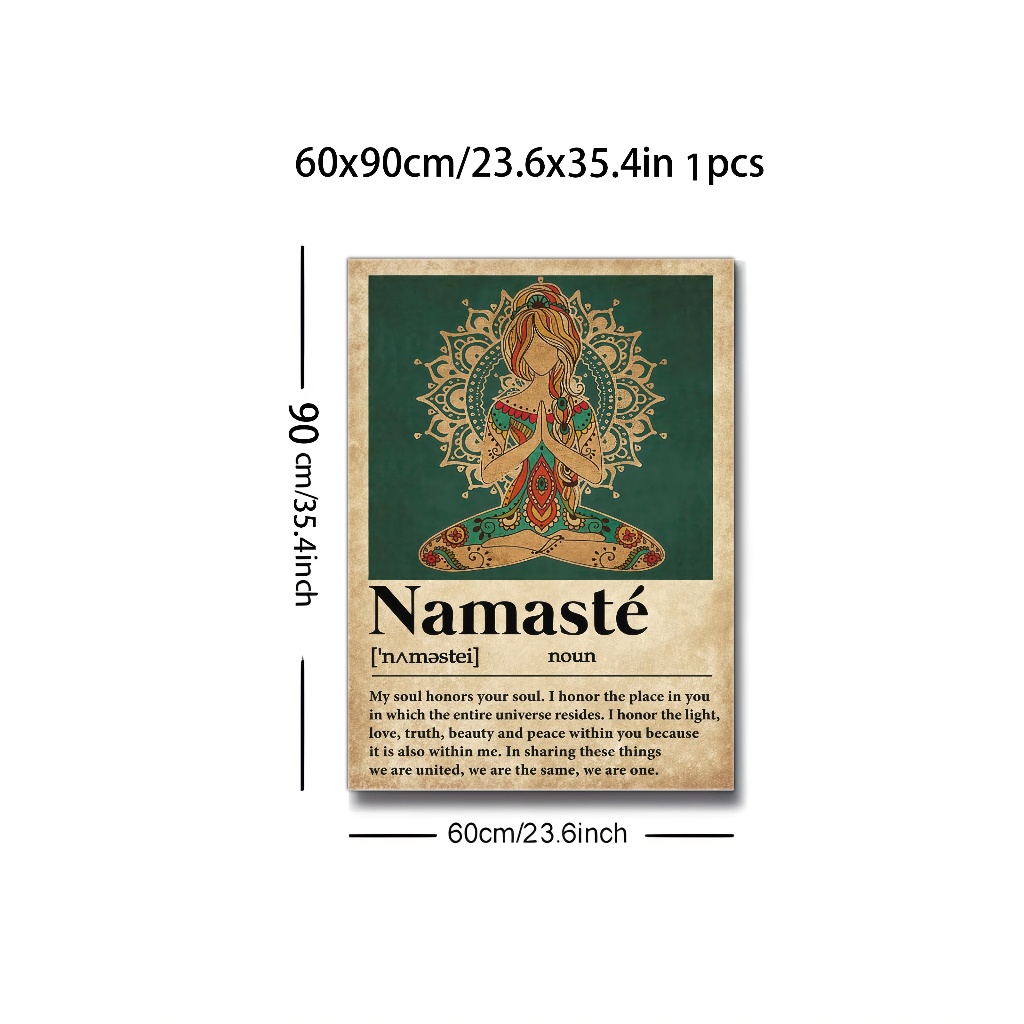 60x90cm/23.6x35.4in 1pcs
90 cm/35.4inch
Namasté
['nʌməstei] noun
My soul honors your soul. I honor the place in you
in which the entire universe resides. I honor the light,
love, truth, beauty and peace within you because
it is also within me. In sharing these things
we are united, we are the same, we are one.
60cm/23.6inch